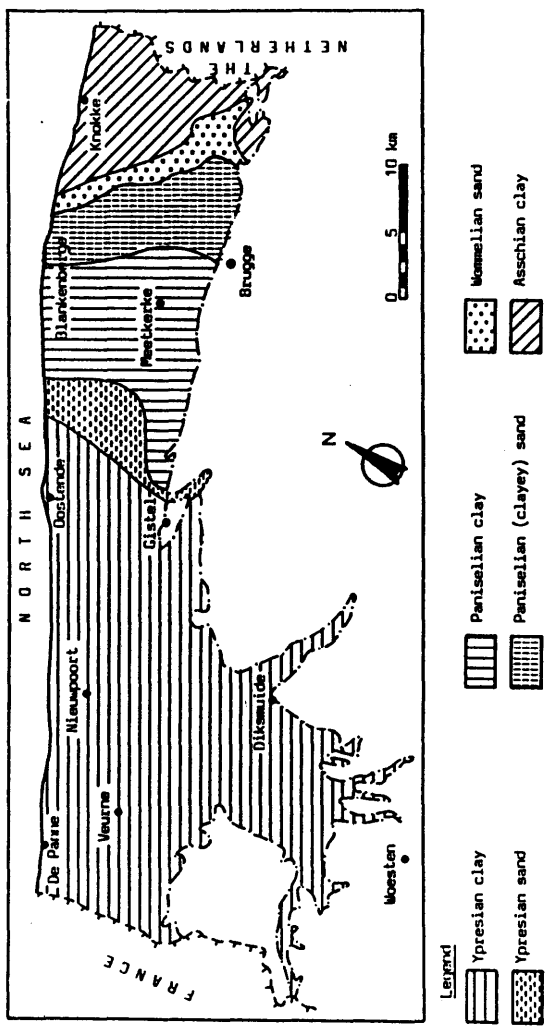 NORTH SEA
De Panne
Nieuwpoort
Oostende
Blankenberge
Knokke
Veurne
Gistel
Meetkerke
Brugge
Diksmuide
Woesten
FRANCE
THE
NETHERLANDS
N
0 5 10 km
Legend
Ypresian clay
Ypresian sand
Paniselian clay
Paniselian (clayey) sand
Wommelian sand
Asschian clay